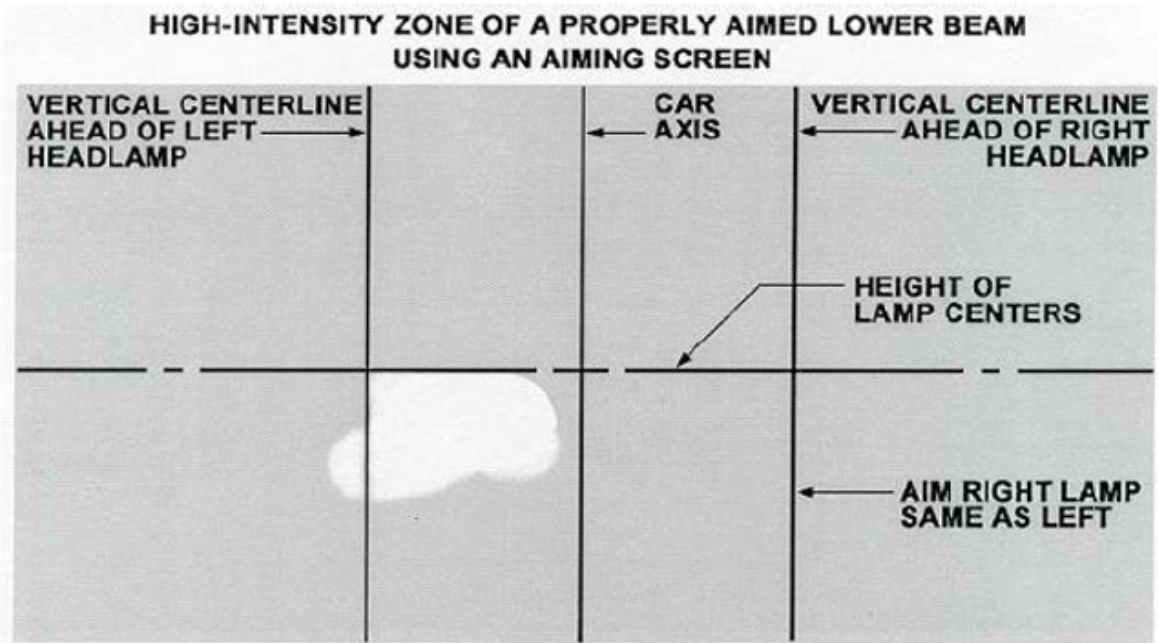 HIGH-INTENSITY ZONE OF A PROPERLY AIMED LOWER BEAM
USING AN AIMING SCREEN
VERTICAL CENTERLINE
AHEAD OF LEFT
HEADLAMP
CAR
AXIS
VERTICAL CENTERLINE
AHEAD OF RIGHT
HEADLAMP
HEIGHT OF
LAMP CENTERS
AIM RIGHT LAMP
SAME AS LEFT